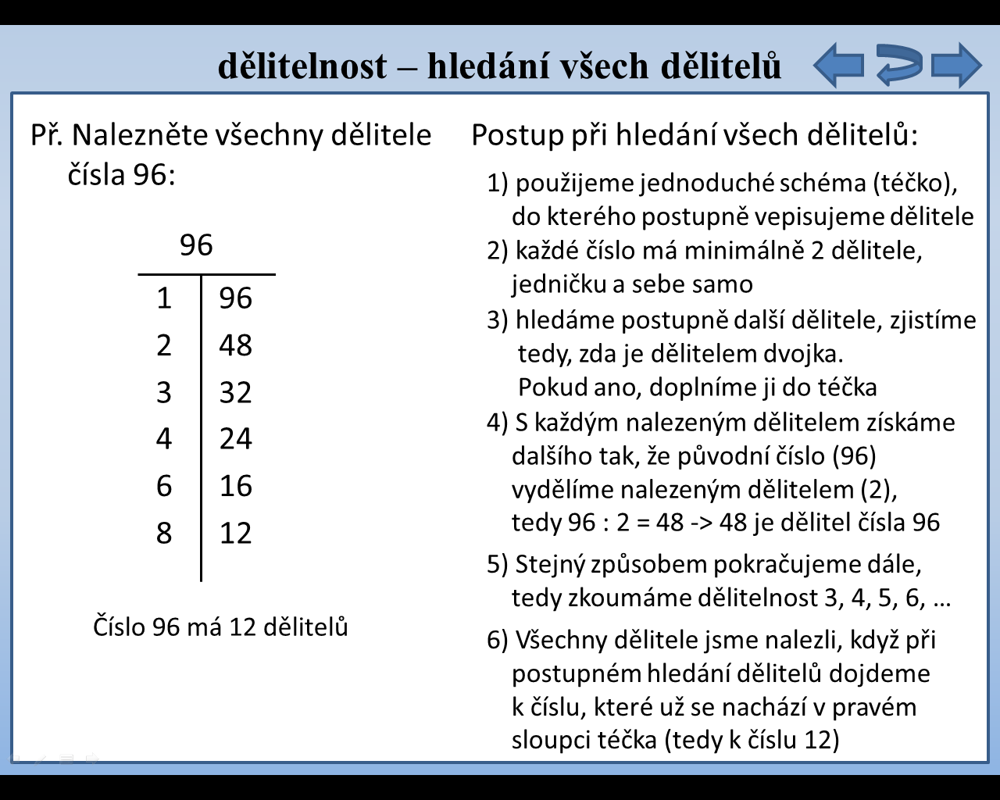 dělitelnost – hledání všech dělitelů
Př. Nalezněte všechny dělitele
čísla 96:
96
1 96
2 48
3 32
4 24
6 16
8 12
Číslo 96 má 12 dělitelů
Postup při hledání všech dělitelů:
1) použijeme jednoduché schéma (téčko),
do kterého postupně vepisujeme dělitele
2) každé číslo má minimálně 2 dělitele,
jedničku a sebe samo
3) hledáme postupně další dělitele, zjistíme
tedy, zda je dělitelem dvojka.
Pokud ano, doplníme ji do téčka
4) S každým nalezeným dělitelem získáme
dalšího tak, že původní číslo (96)
vydělíme nalezeným dělitelem (2),
tedy 96 : 2 = 48 -> 48 je dělitel čísla 96
5) Stejný způsobem pokračujeme dále,
tedy zkoumáme dělitelnost 3, 4, 5, 6, …
6) Všechny dělitele jsme nalezli, když při
postupném hledání dělitelů dojdeme
k číslu, které už se nachází v pravém
sloupci téčka (tedy k číslu 12)